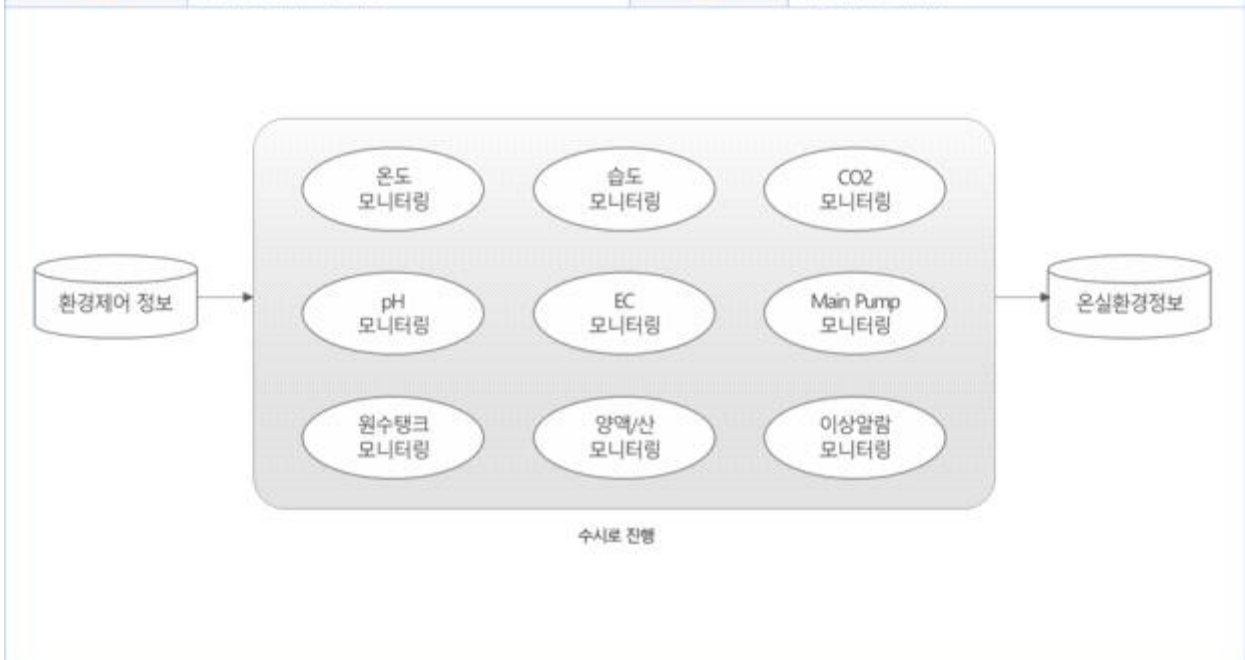 온도
모니터링
습도
모니터링
CO2
모니터링
환경제어 정보
pH
모니터링
EC
모니터링
Main Pump
모니터링
온실환경정보
원수탱크
모니터링
양액/산
모니터링
이상알람
모니터링
수시로 진행